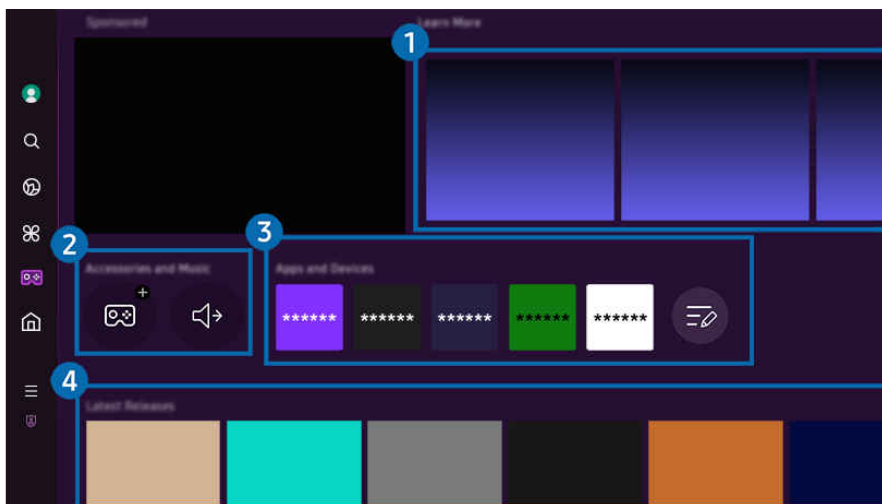 Sponsored
Learn More
1
2
3
Accessories and Music
Apps and Devices
******
******
******
******
******
4
Latest Releases